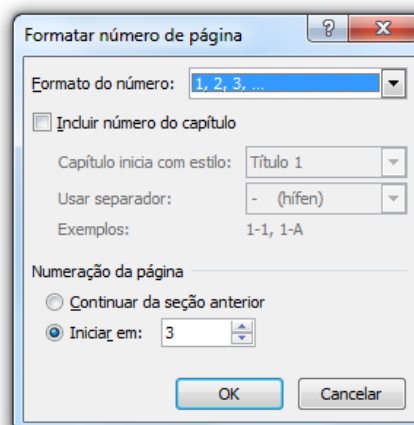 Formatar número de página
Formato do número: 1, 2, 3, ...
Incluir número do capítulo
Capítulo inicia com estilo: Título 1
Usar separador: - (hífen)
Exemplos: 1-1, 1-A
Numeração da página
Continuar da seção anterior
Iniciar em: 3
OK Cancelar